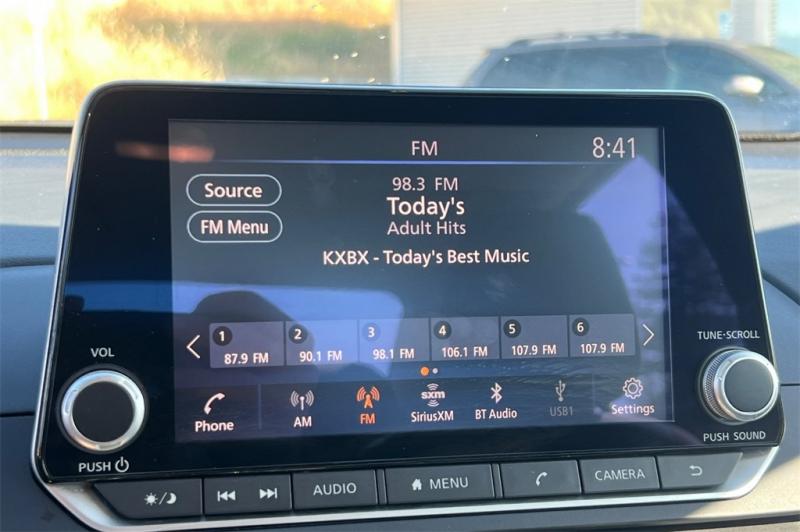 FM
8:41
Source
98.3 FM
Today's
FM Menu
Adult Hits
KXBX - Today's Best Music
1 2 3 4 5 6
87.9 FM 90.1 FM 98.1 FM 106.1 FM 107.9 FM 107.9 FM
VOL
TUNE·SCROLL
Phone AM FM sxm SiriusXM BT Audio USB1 Settings
PUSH
PUSH SOUND
AUDIO MENU CAMERA